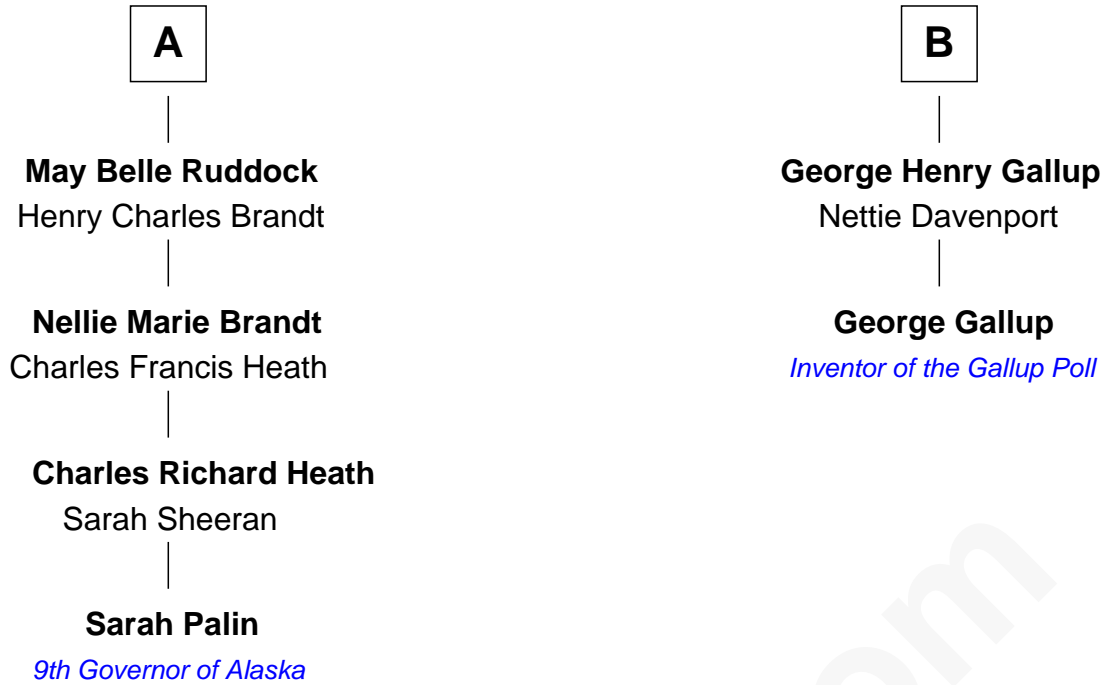 A
May Belle Ruddock
Henry Charles Brandt
Nellie Marie Brandt
Charles Francis Heath
Charles Richard Heath
Sarah Sheeran
Sarah Palin
9th Governor of Alaska
B
George Henry Gallup
Nettie Davenport
George Gallup
Inventor of the Gallup Poll
om